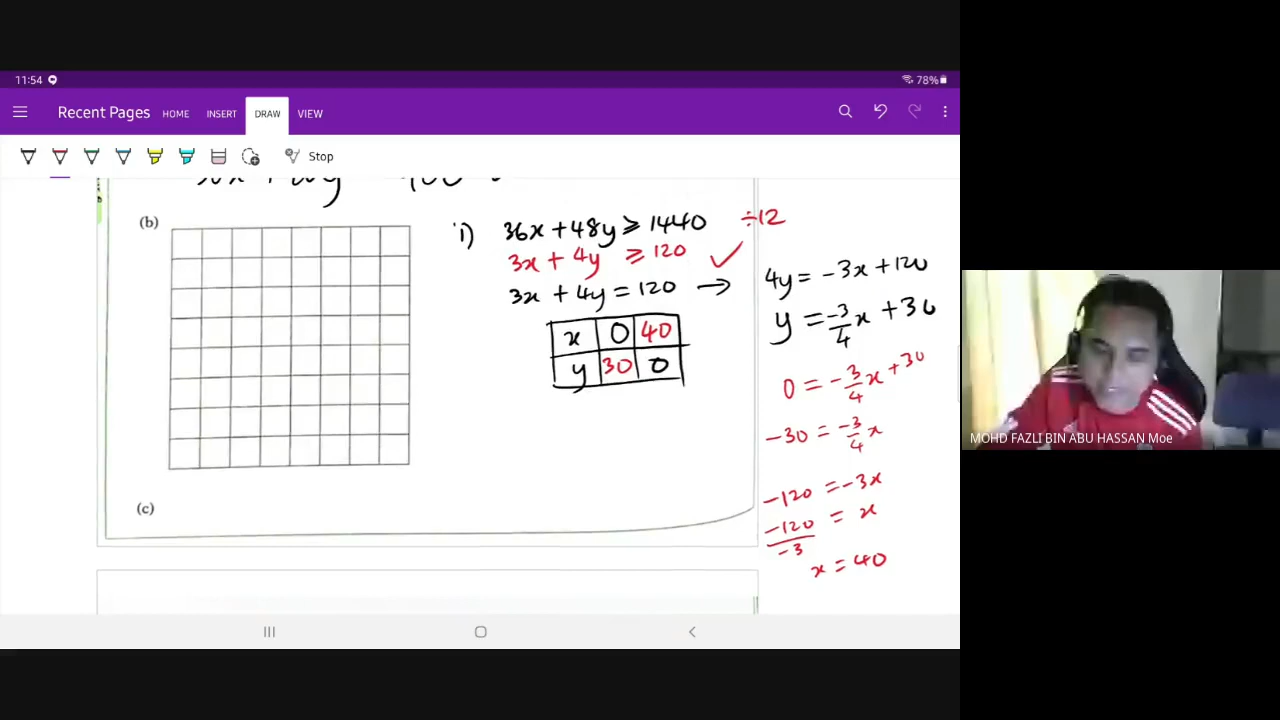 11:54 78%
Recent Pages HOME INSERT DRAW VIEW
Stop
(b)
i) 36x + 48y ⩾ 1440 ÷12
3x + 4y ⩾ 120 ✓
3x + 4y = 120 →
x 0 40
y 30 0
4y = -3x + 120
y = -3/4 x + 30
0 = -3/4 x + 30
-30 = -3/4 x
-120 = -3x
-120/-3 = x
x = 40
(c)
MOHD FAZLI BIN ABU HASSAN Moe